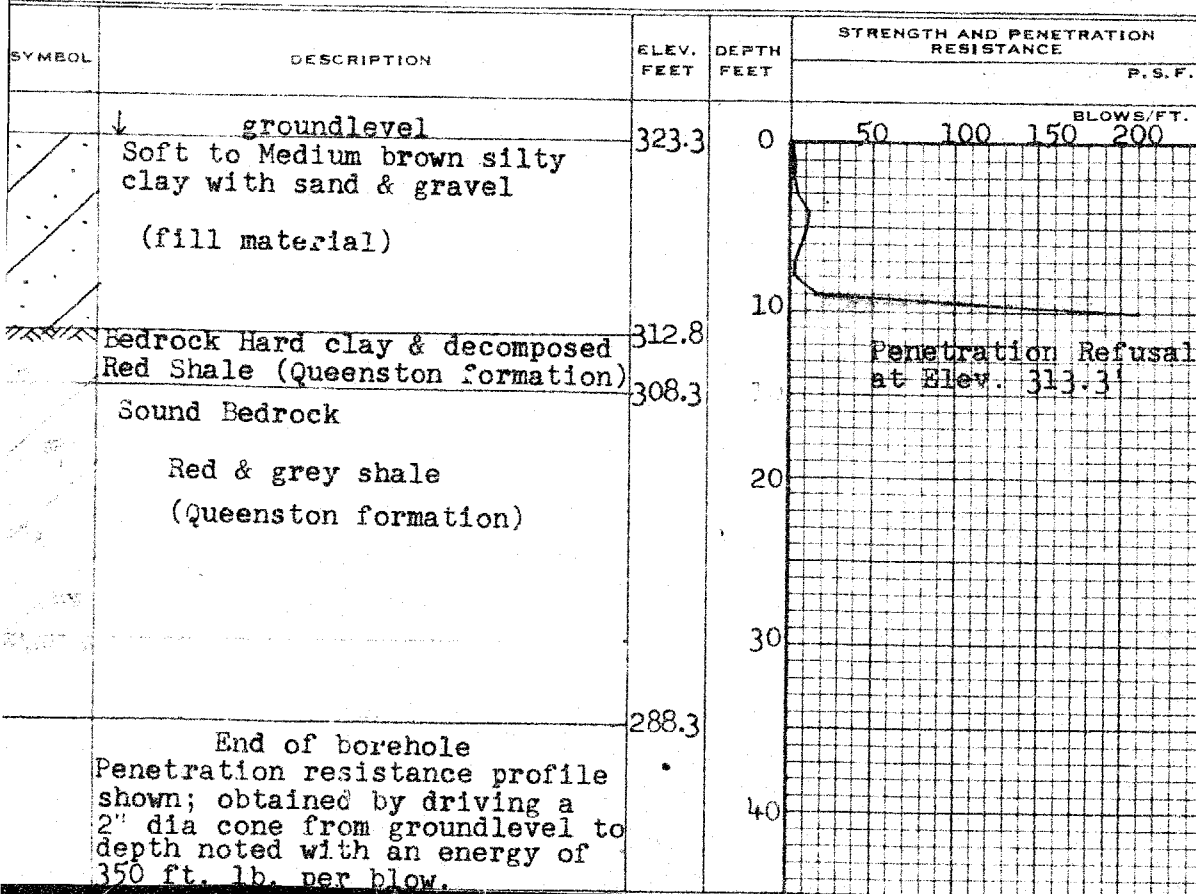 SYMBOL
DESCRIPTION
ELEV. FEET
DEPTH FEET
STRENGTH AND PENETRATION
RESISTANCE
P.S.F.
BLOWS/FT.
↓ groundlevel
323.3
0
50 100 150 200
Soft to Medium brown silty
clay with sand & gravel
(fill material)
10
312.8
Bedrock Hard clay & decomposed
Red Shale (Queenston formation)
308.3
Penetration Refusal
at Elev. 313.3'
Sound Bedrock
Red & grey shale
(Queenston formation)
20
30
288.3
End of borehole
Penetration resistance profile
shown; obtained by driving a
2" dia cone from groundlevel to
depth noted with an energy of
350 ft. lb. per blow.
40